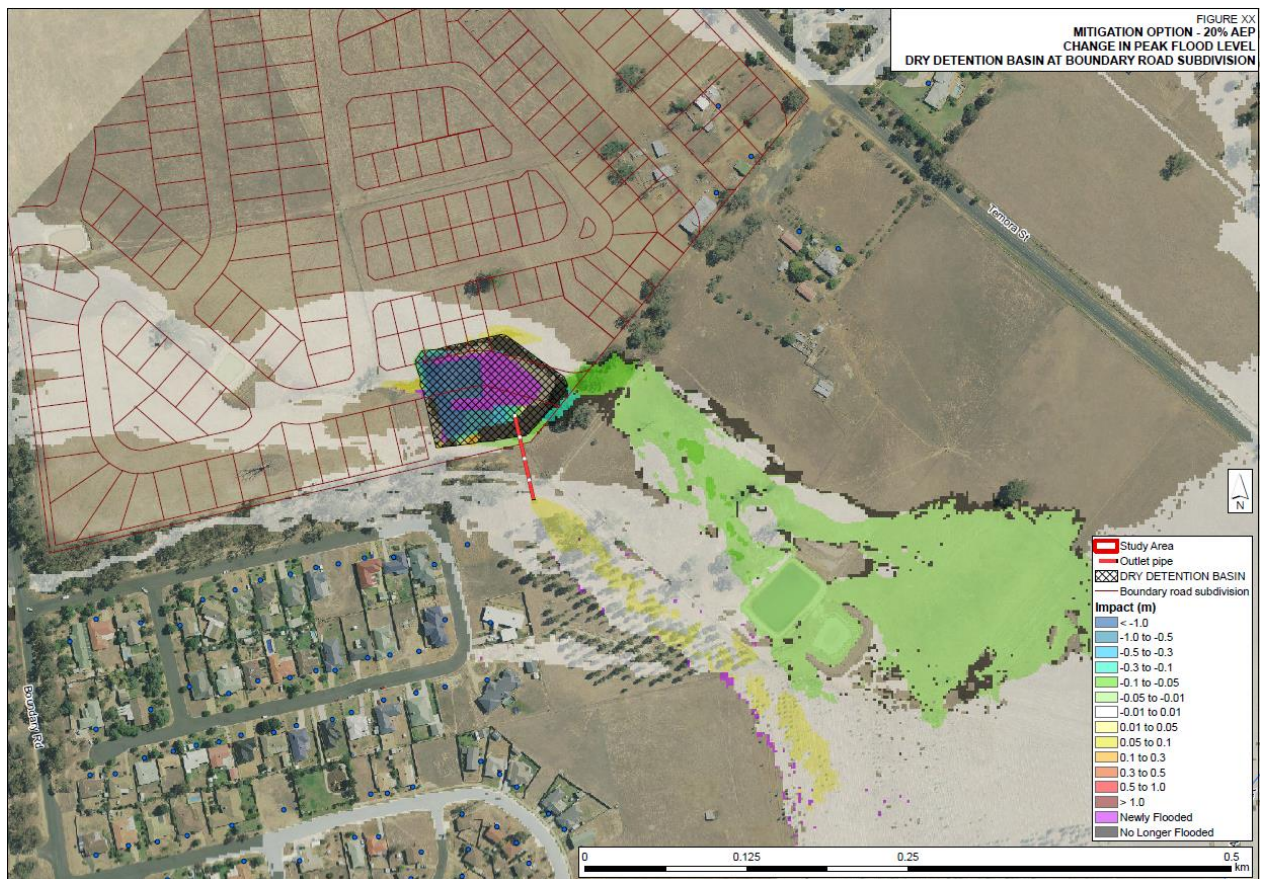 FIGURE XX
MITIGATION OPTION - 20% AEP
CHANGE IN PEAK FLOOD LEVEL
DRY DETENTION BASIN AT BOUNDARY ROAD SUBDIVISION
Temora St
N
Boundary Rd
Study Area
Outlet pipe
DRY DETENTION BASIN
Boundary road subdivision
Impact (m)
< -1.0
-1.0 to -0.5
-0.5 to -0.3
-0.3 to -0.1
-0.1 to -0.05
-0.05 to -0.01
-0.01 to 0.01
0.01 to 0.05
0.05 to 0.1
0.1 to 0.3
0.3 to 0.5
0.5 to 1.0
> 1.0
Newly Flooded
No Longer Flooded
0 0.125 0.25 0.5
km